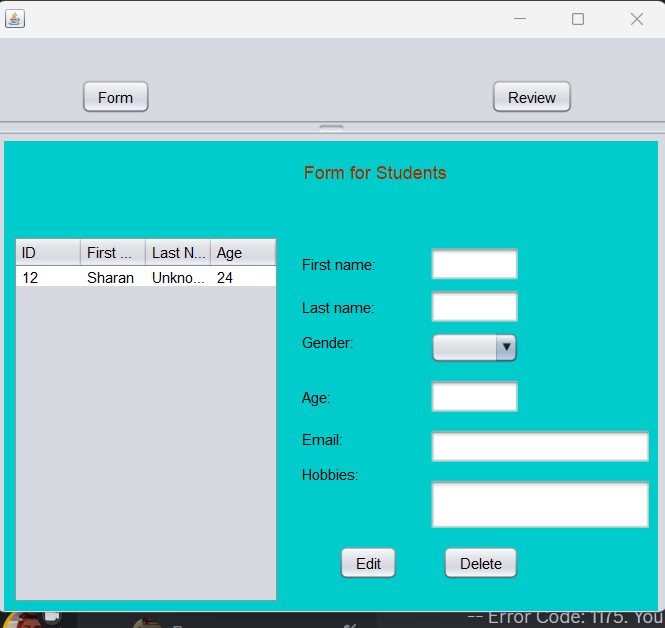 Form Review
Form for Students
ID First ... Last N... Age
12 Sharan Unkno... 24
First name:
Last name:
Gender:
Age:
Email:
Hobbies:
Edit Delete
-- Error Code: 1175. You